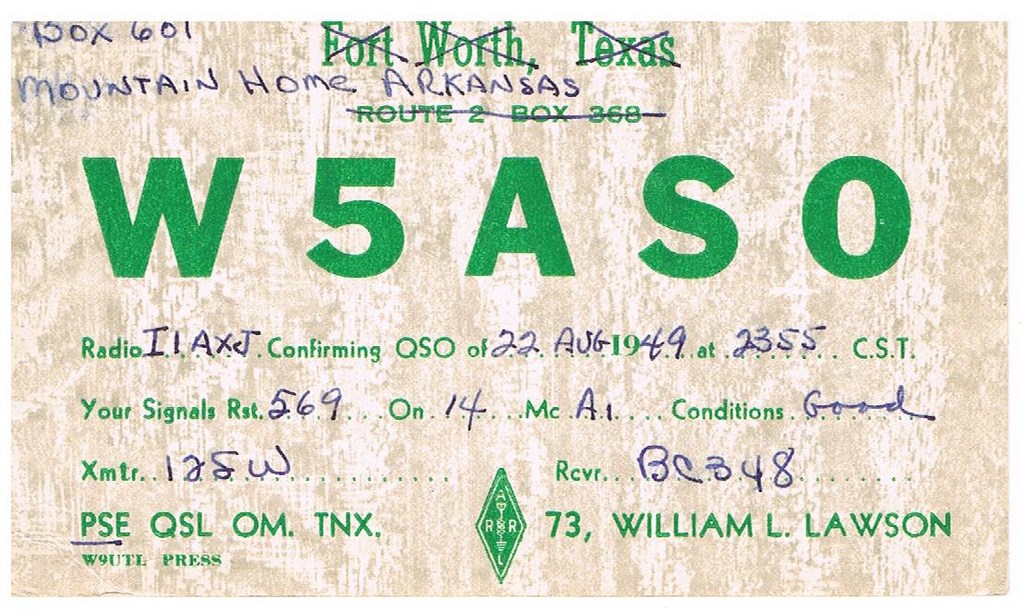 Box 601
Fort Worth, Texas
MOUNTAIN HOME ARKANSAS
ROUTE 2 BOX 368
W5ASO
Radio I1AXJ. Confirming QSO of 22 AUG 1949 at 2355 C.S.T.
Your Signals Rst. 569 On 14 Mc A1 Conditions Good
Xmtr. 125W Rcvr. BC348
PSE QSL OM. TNX. ARRL 73, WILLIAM L. LAWSON
W9UTL PRESS